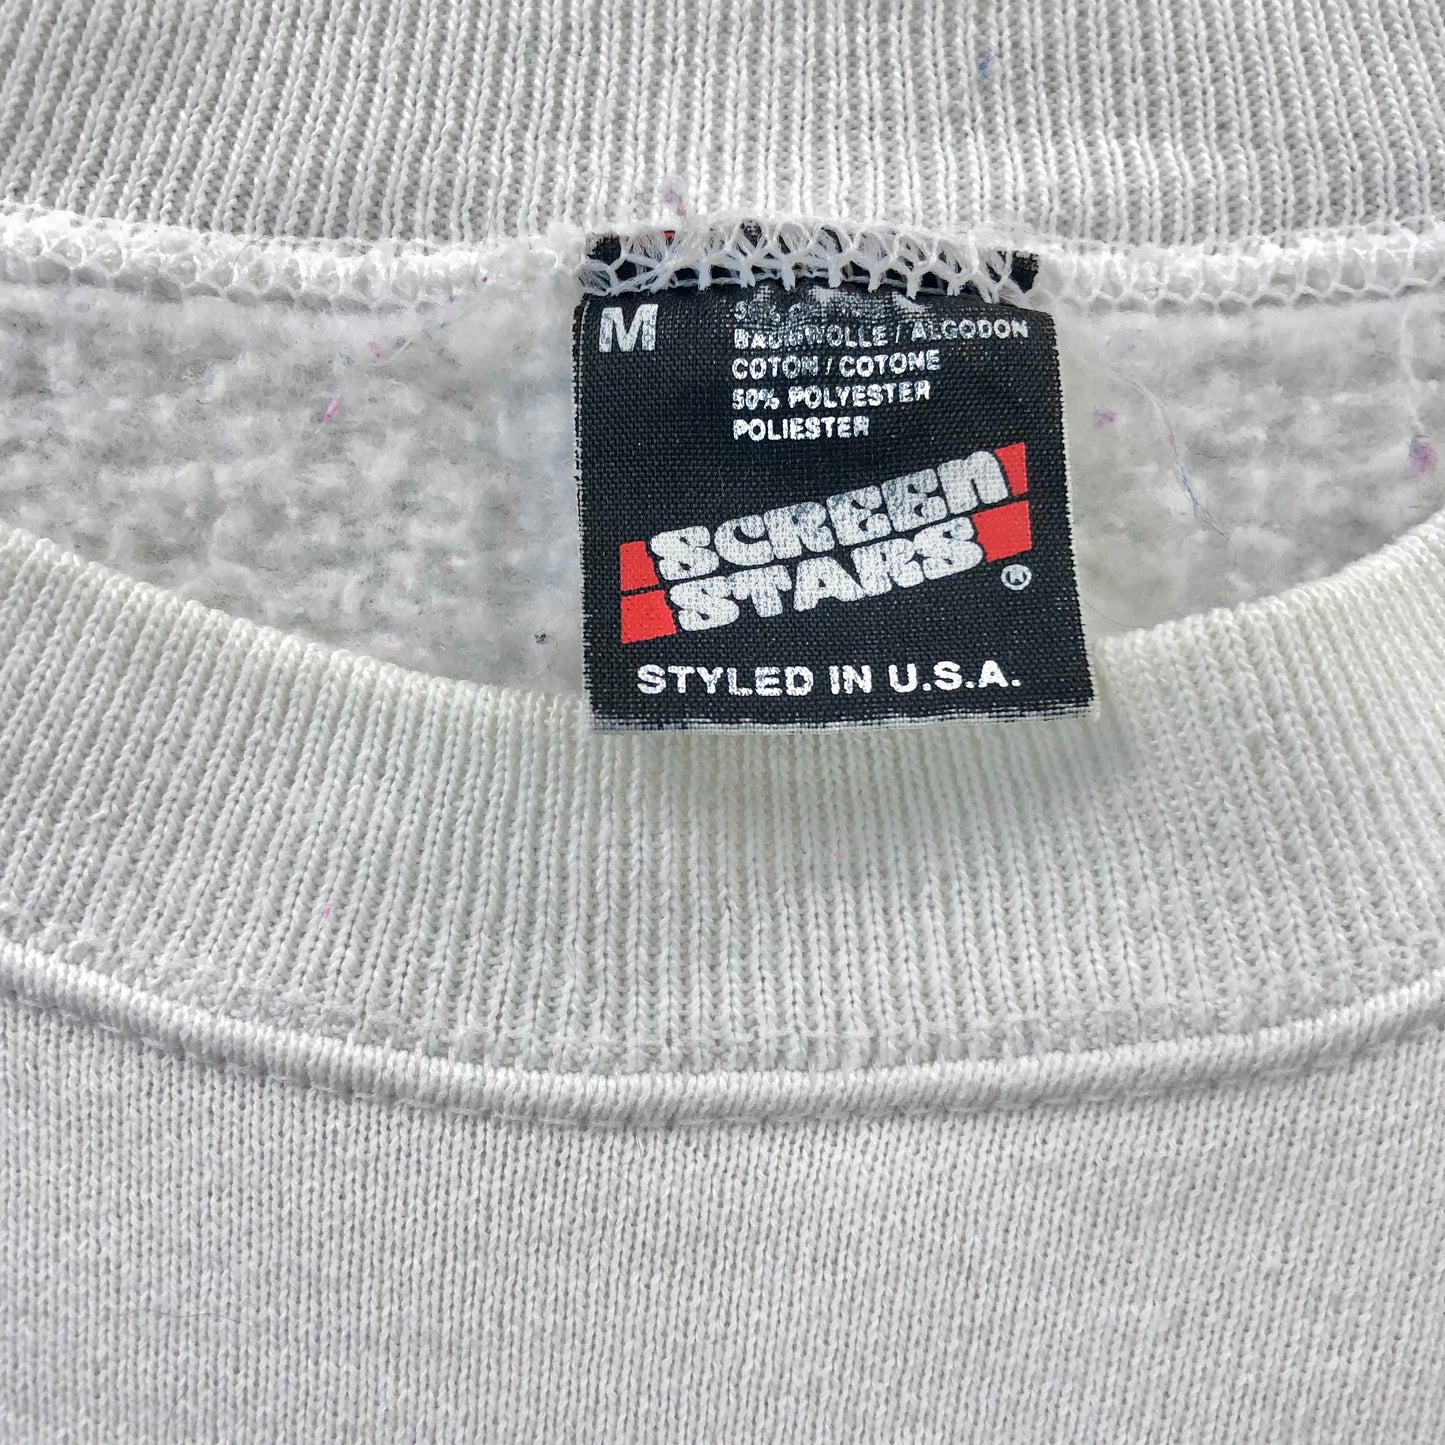 M
BAUMWOLLE / ALGODON
COTON / COTONE
50% POLYESTER
POLIESTER
SCREEN
STARS ®
STYLED IN U.S.A.